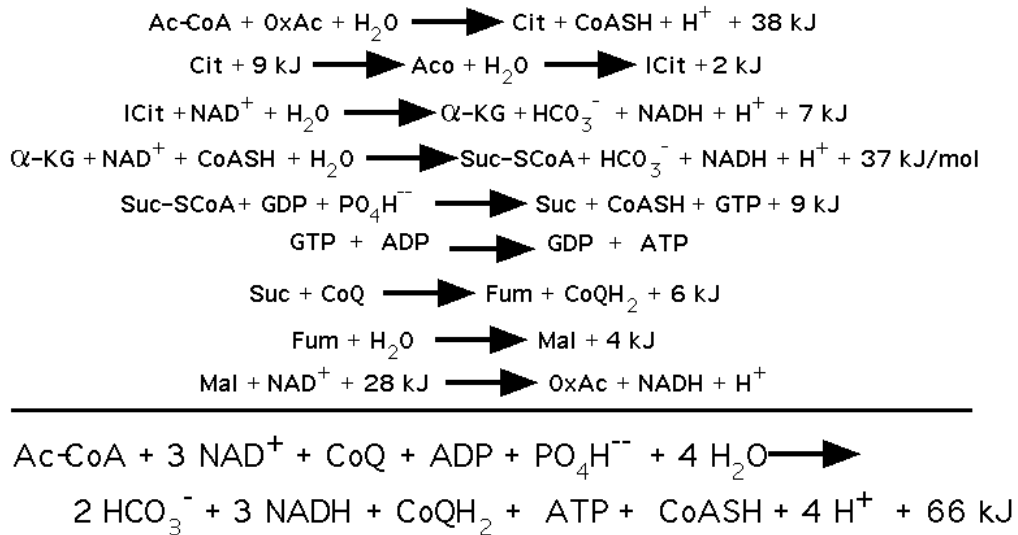 Ac-CoA + OxAc + H₂O ⟶ Cit + CoASH + H⁺ + 38 kJ
Cit + 9 kJ ⟶ Aco + H₂O ⟶ ICit + 2 kJ
ICit + NAD⁺ + H₂O ⟶ α-KG + HCO₃⁻ + NADH + H⁺ + 7 kJ
α-KG + NAD⁺ + CoASH + H₂O ⟶ Suc-SCoA + HCO₃⁻ + NADH + H⁺ + 37 kJ/mol
Suc-SCoA + GDP + PO₄H⁻⁻ ⟶ Suc + CoASH + GTP + 9 kJ
GTP + ADP ⟶ GDP + ATP
Suc + CoQ ⟶ Fum + CoQH₂ + 6 kJ
Fum + H₂O ⟶ Mal + 4 kJ
Mal + NAD⁺ + 28 kJ ⟶ OxAc + NADH + H⁺
Ac-CoA + 3 NAD⁺ + CoQ + ADP + PO₄H⁻⁻ + 4 H₂O ⟶
2 HCO₃⁻ + 3 NADH + CoQH₂ + ATP + CoASH + 4 H⁺ + 66 kJ